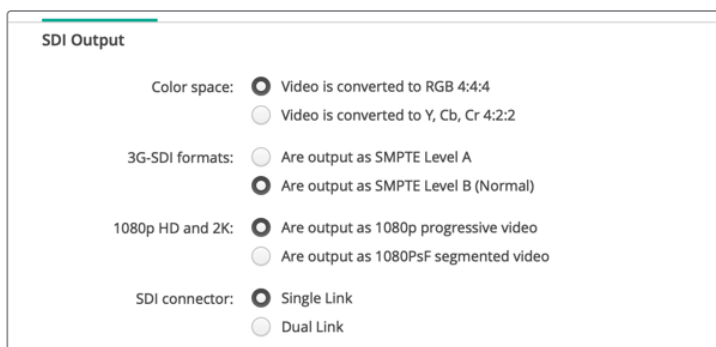 SDI Output
Color space: Video is converted to RGB 4:4:4
Video is converted to Y, Cb, Cr 4:2:2
3G-SDI formats: Are output as SMPTE Level A
Are output as SMPTE Level B (Normal)
1080p HD and 2K: Are output as 1080p progressive video
Are output as 1080PsF segmented video
SDI connector: Single Link
Dual Link